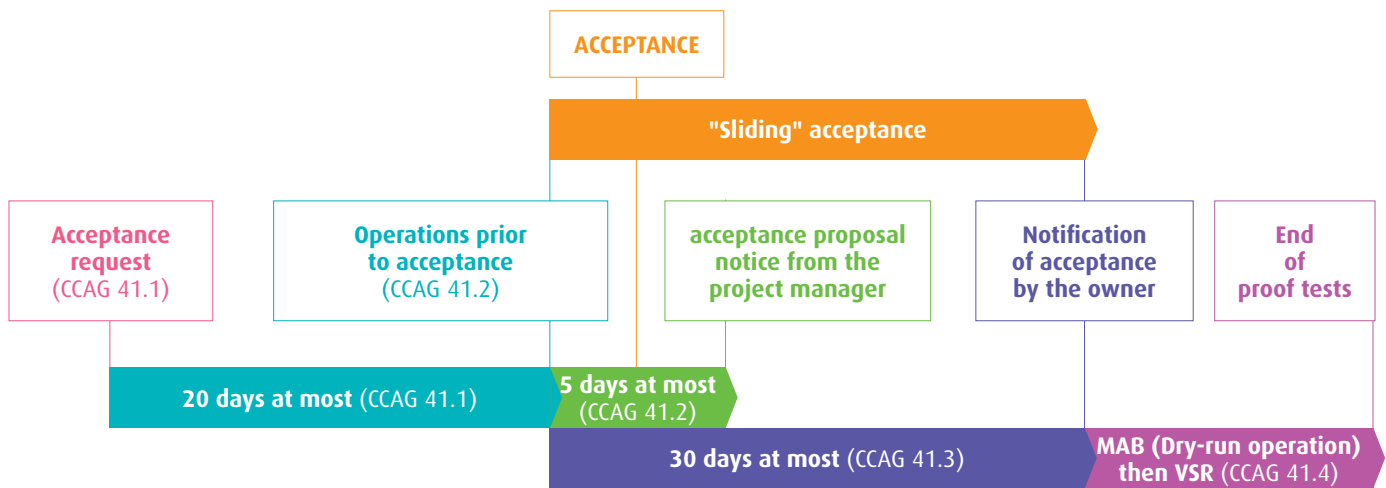 ACCEPTANCE
"Sliding" acceptance
Acceptance
request
(CCAG 41.1)
Operations prior
to acceptance
(CCAG 41.2)
acceptance proposal
notice from the
project manager
Notification
of acceptance
by the owner
End
of
proof tests
20 days at most (CCAG 41.1)
5 days at most
(CCAG 41.2)
30 days at most (CCAG 41.3)
MAB (Dry-run operation)
then VSR (CCAG 41.4)